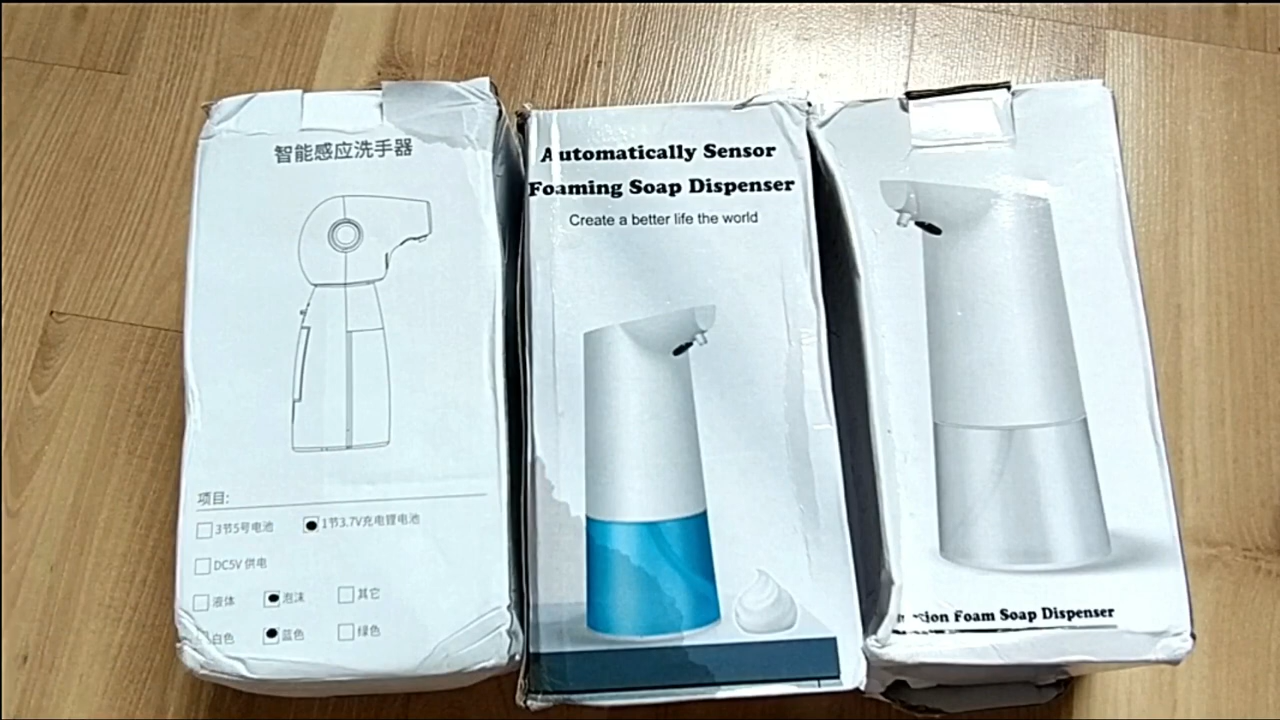 智能感应洗手器
项目:
3节5号电池 1节3.7V充电锂电池
DC5V 供电
液体 泡沫 其它
白色 蓝色 绿色
Automatically Sensor
Foaming Soap Dispenser
Create a better life the world
Foam Soap Dispenser